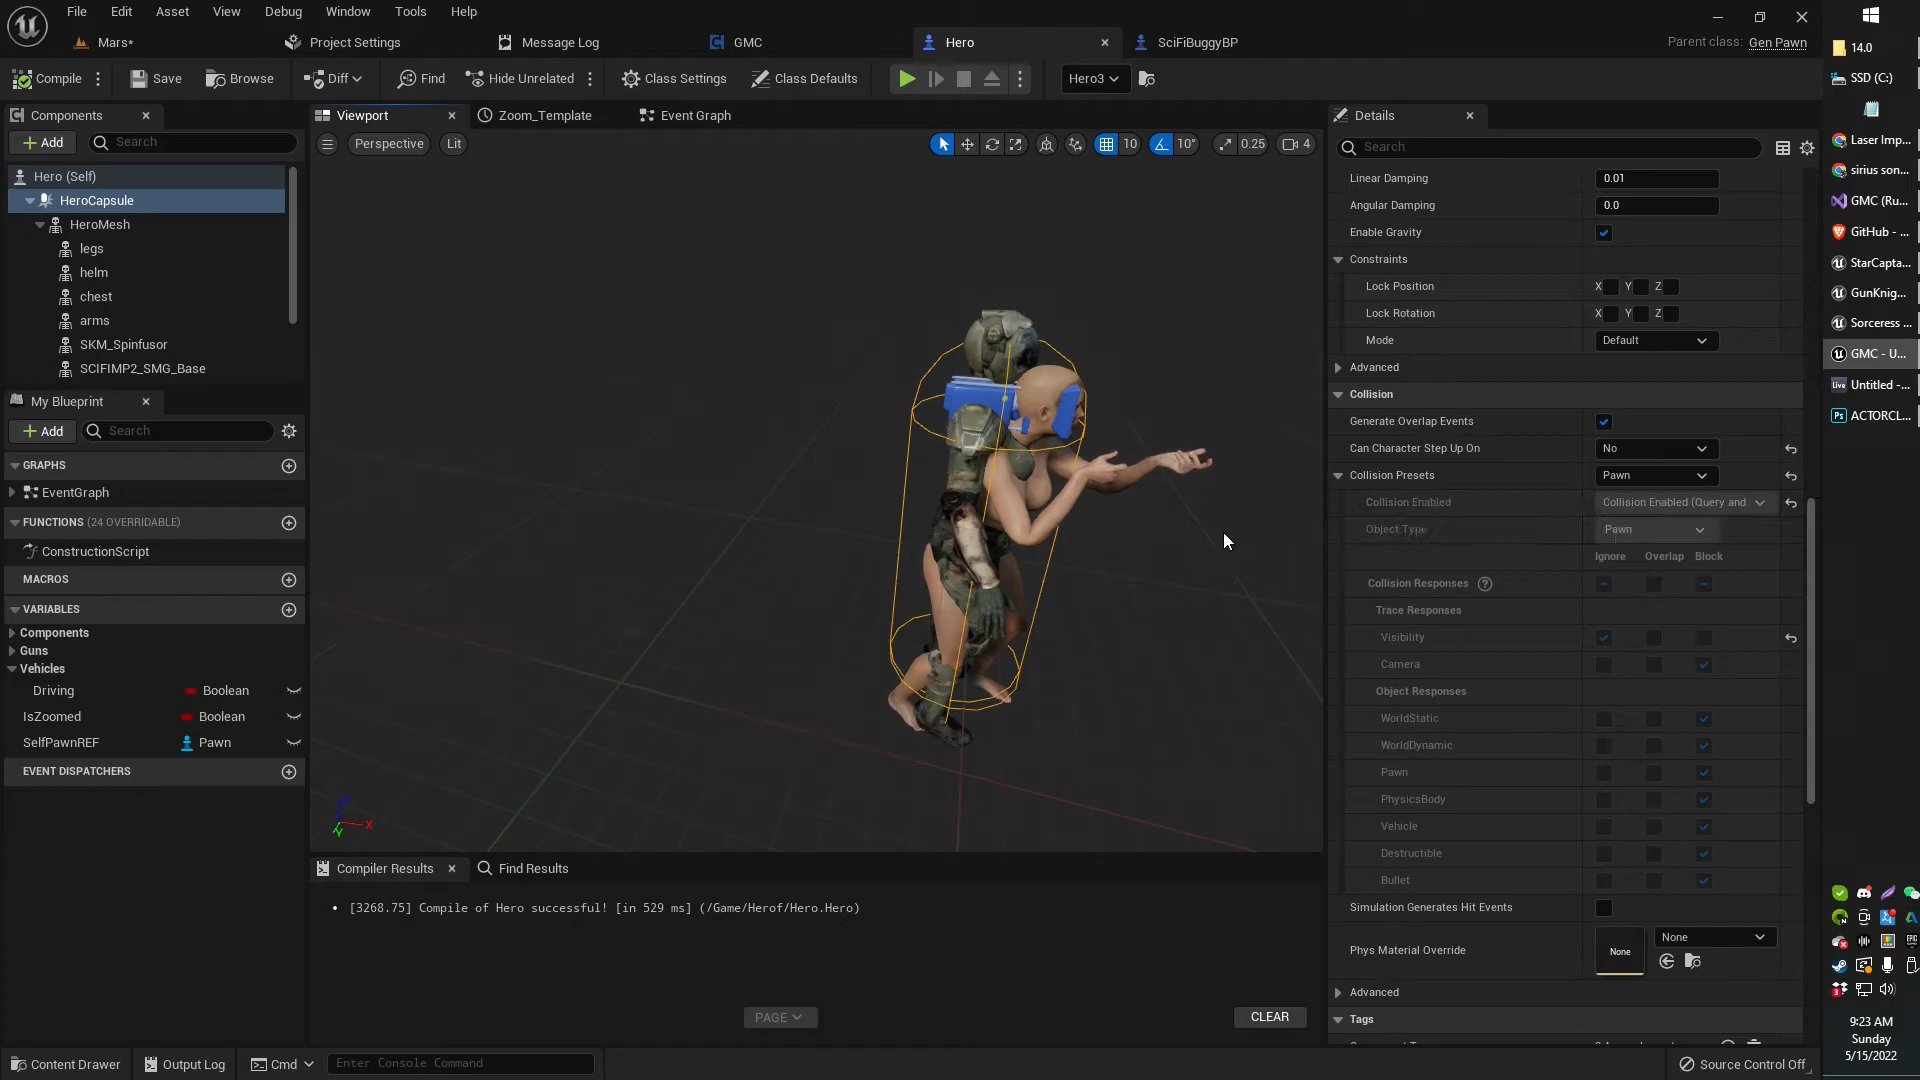 File Edit Asset View Debug Window Tools Help
Mars* Project Settings Message Log GMC Hero SciFiBuggyBP Parent class: Gen Pawn
Compile Save Browse Diff Find Hide Unrelated Class Settings Class Defaults Hero3
Components
Add Search
Hero (Self)
HeroCapsule
HeroMesh
legs
helm
chest
arms
SKM_Spinfusor
SCIFIMP2_SMG_Base
My Blueprint
Add Search
GRAPHS
EventGraph
FUNCTIONS (24 OVERRIDABLE)
ConstructionScript
MACROS
VARIABLES
Components
Guns
Vehicles
Driving Boolean
IsZoomed Boolean
SelfPawnREF Pawn
EVENT DISPATCHERS
Viewport Zoom_Template Event Graph
Perspective Lit 10 10° 0.25 4
Z
X
Y
Compiler Results Find Results
• [3268.75] Compile of Hero successful! [in 529 ms] (/Game/Herof/Hero.Hero)
PAGE CLEAR
Details
Search
Linear Damping 0.01
Angular Damping 0.0
Enable Gravity
Constraints
Lock Position X Y Z
Lock Rotation X Y Z
Mode Default
Advanced
Collision
Generate Overlap Events
Can Character Step Up On No
Collision Presets Pawn
Collision Enabled Collision Enabled (Query and
Object Type Pawn
Ignore Overlap Block
Collision Responses ?
Trace Responses
Visibility
Camera
Object Responses
WorldStatic
WorldDynamic
Pawn
PhysicsBody
Vehicle
Destructible
Bullet
Simulation Generates Hit Events
Phys Material Override None None
Advanced
Tags
Content Drawer Output Log Cmd Enter Console Command Source Control Off
14.0
SSD (C:)
Laser Imp...
sirius son...
GMC (Ru...
GitHub - ...
StarCapta...
GunKnig...
Sorceress ...
GMC - U...
Live Untitled -...
Ps ACTORCL...
9:23 AM
Sunday
5/15/2022